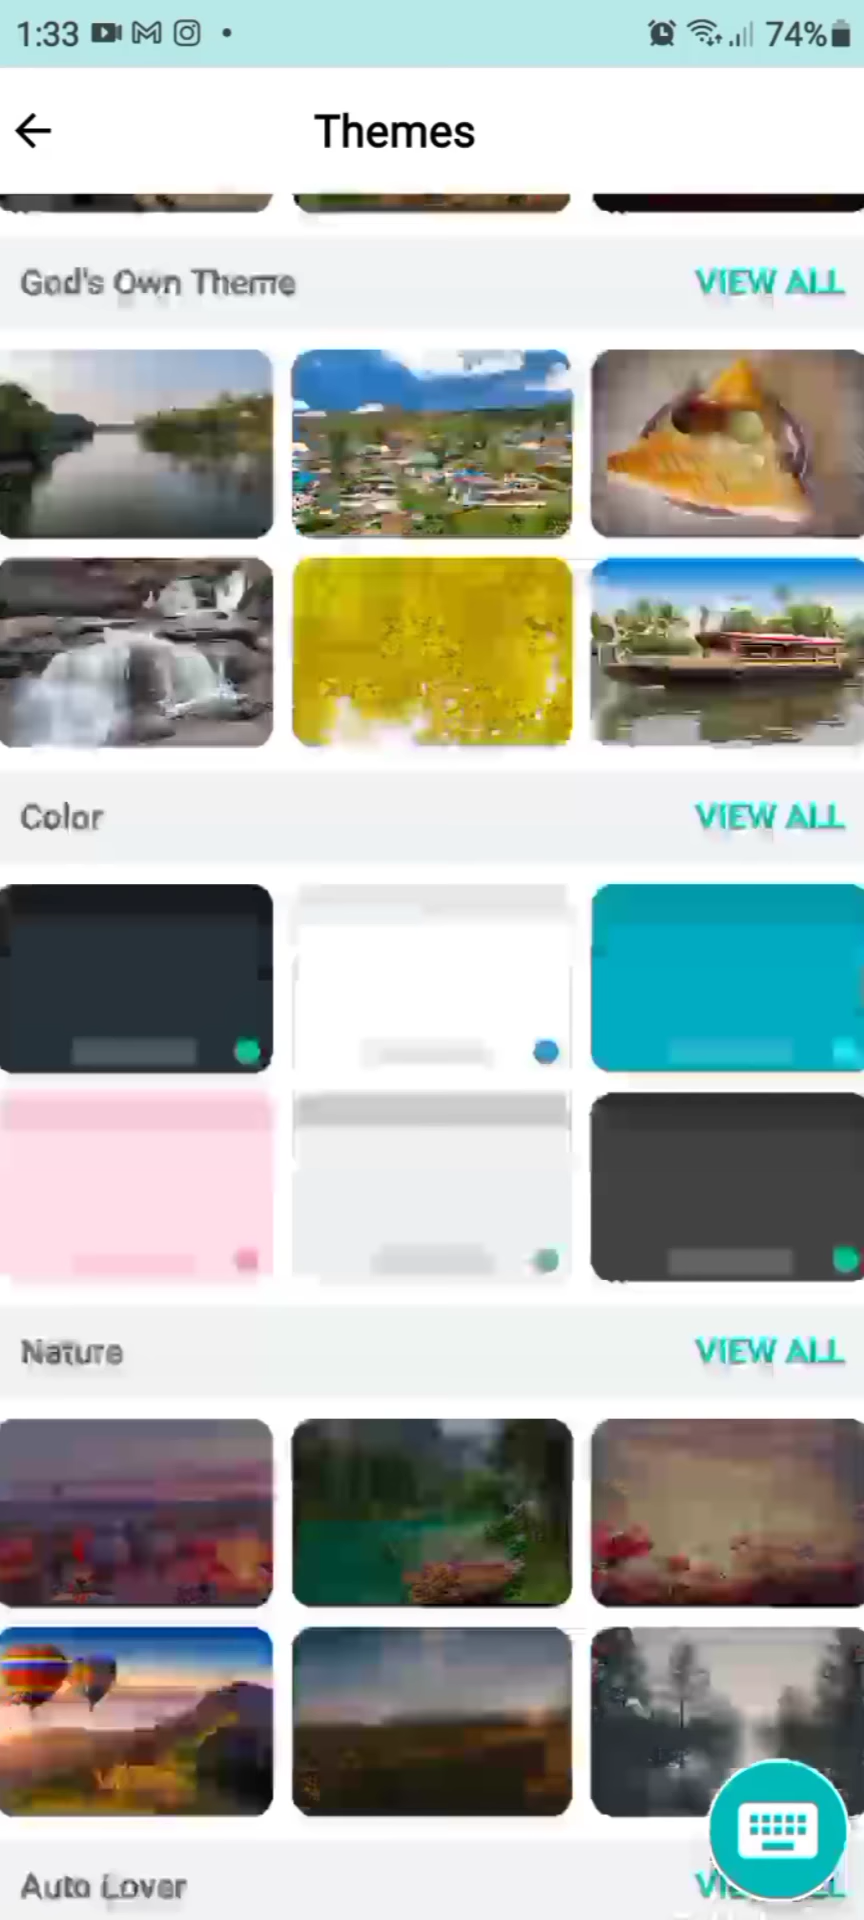 1:33 74%
Themes
God's Own Theme VIEW ALL
Color VIEW ALL
Nature VIEW ALL
Auto Lover